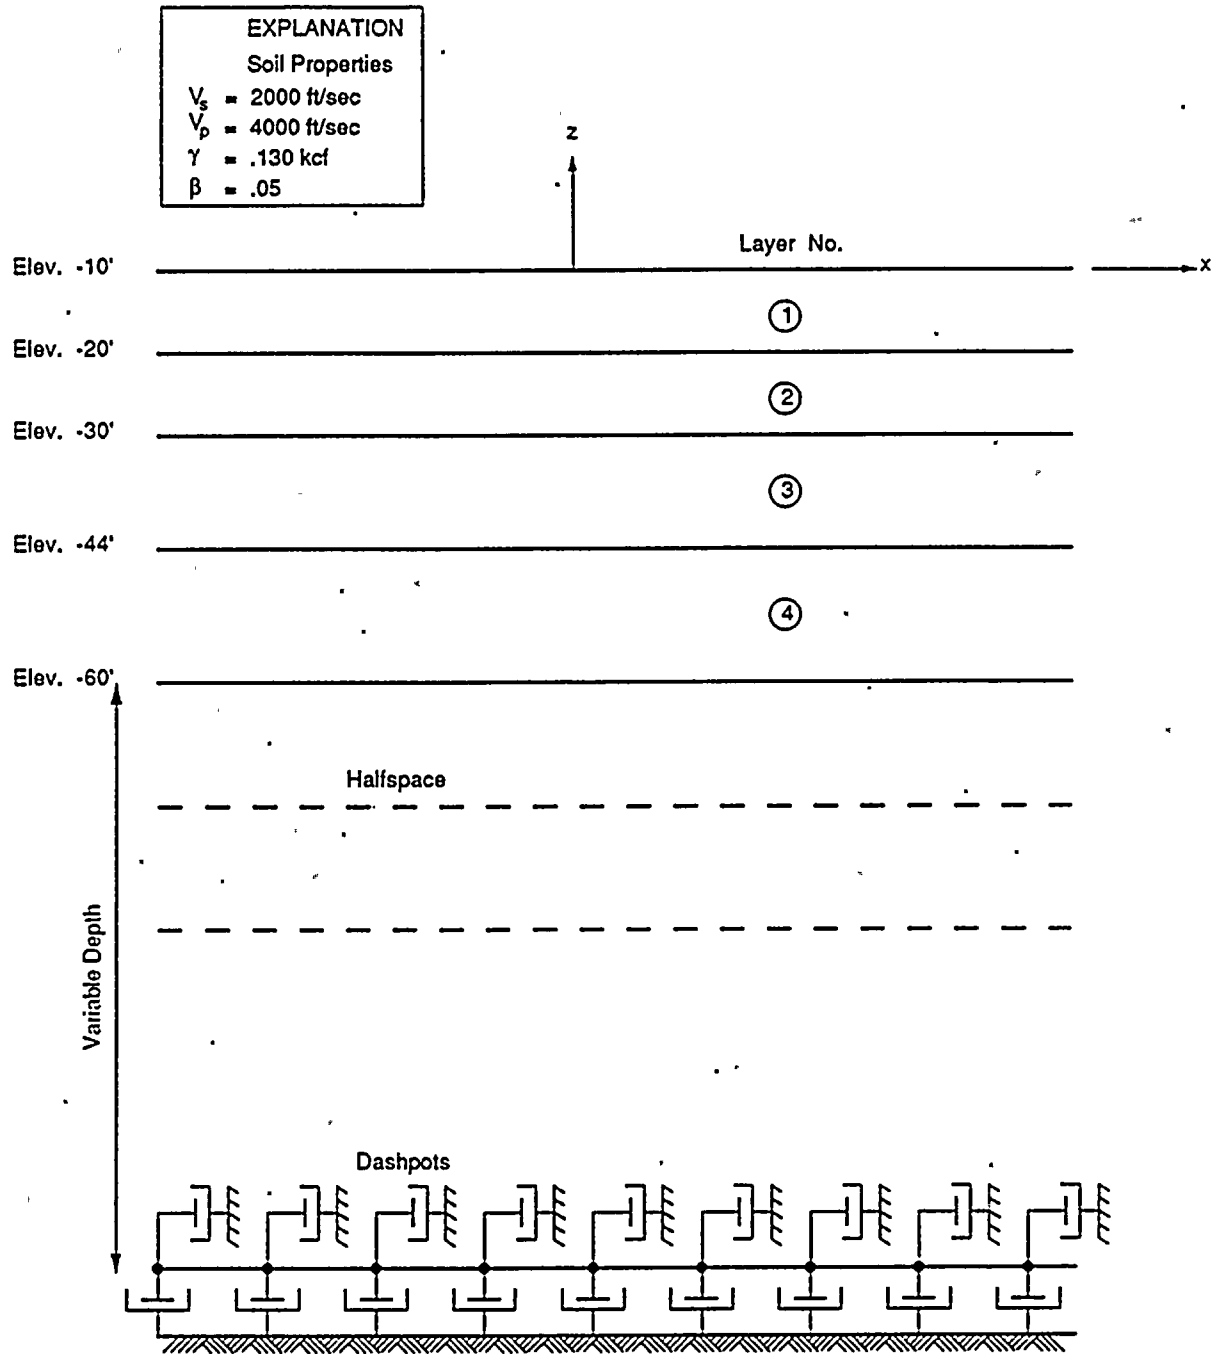 EXPLANATION
Soil Properties
Vs = 2000 ft/sec
Vp = 4000 ft/sec
γ = .130 kcf
β = .05
z
Layer No.
Elev. -10'
x
1
Elev. -20'
2
Elev. -30'
3
Elev. -44'
4
Elev. -60'
Halfspace
Variable Depth
Dashpots